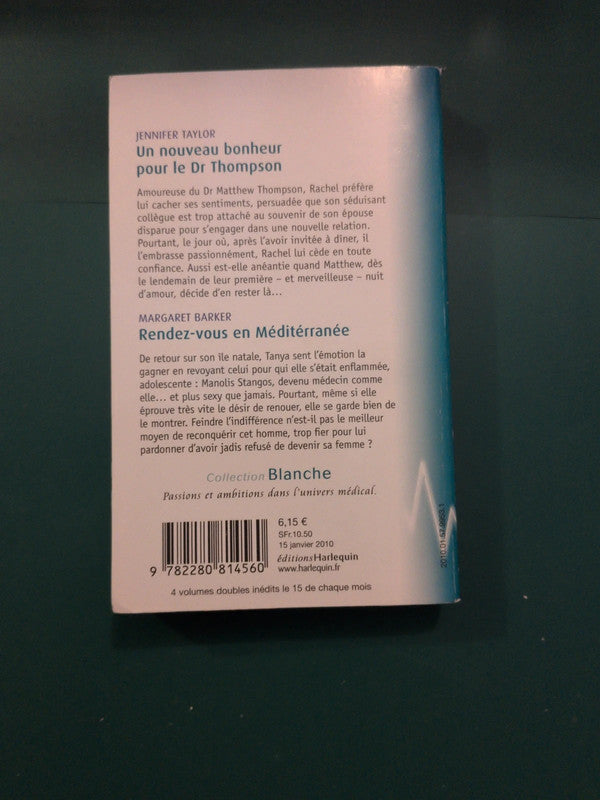 JENNIFER TAYLOR
Un nouveau bonheur
pour le Dr Thompson
Amoureuse du Dr Matthew Thompson, Rachel préfère
lui cacher ses sentiments, persuadée que son séduisant
collègue est trop attaché au souvenir de son épouse
disparue pour s'engager dans une nouvelle relation.
Pourtant, le jour où, après l'avoir invitée à dîner, il
l'embrasse passionnément, Rachel lui cède en toute
confiance. Aussi est-elle anéantie quand Matthew, dès
le lendemain de leur première – et merveilleuse – nuit
d'amour, décide d'en rester là...
MARGARET BARKER
Rendez-vous en Méditérranée
De retour sur son île natale, Tanya sent l'émotion la
gagner en revoyant celui pour qui elle s'était enflammée,
adolescente : Manolis Stangos, devenu médecin comme
elle... et plus sexy que jamais. Pourtant, même si elle
éprouve très vite le désir de renouer, elle se garde bien de
le montrer. Feindre l'indifférence n'est-il pas le meilleur
moyen de reconquérir cet homme, trop fier pour lui
pardonner d'avoir jadis refusé de devenir sa femme ?
Collection Blanche
Passions et ambitions dans l'univers médical.
6,15 €
SFr.10.50
15 janvier 2010
éditionsHarlequin
www.harlequin.fr
9 782280 814560
4 volumes doubles inédits le 15 de chaque mois